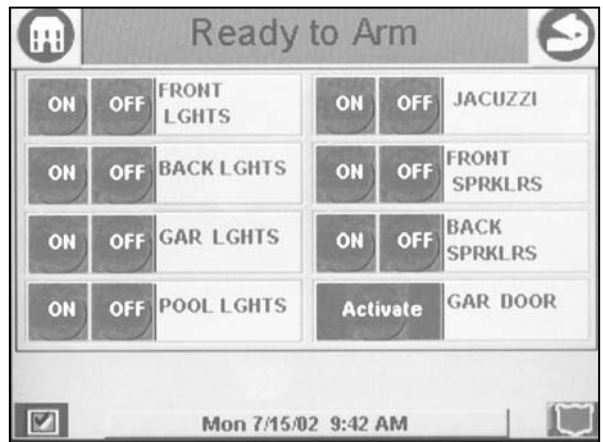 Ready to Arm
ON OFF FRONT
LGHTS
ON OFF BACK LGHTS
ON OFF GAR LGHTS
ON OFF POOL LGHTS
ON OFF JACUZZI
ON OFF FRONT
SPRKLRS
ON OFF BACK
SPRKLRS
Activate GAR DOOR
Mon 7/15/02 9:42 AM